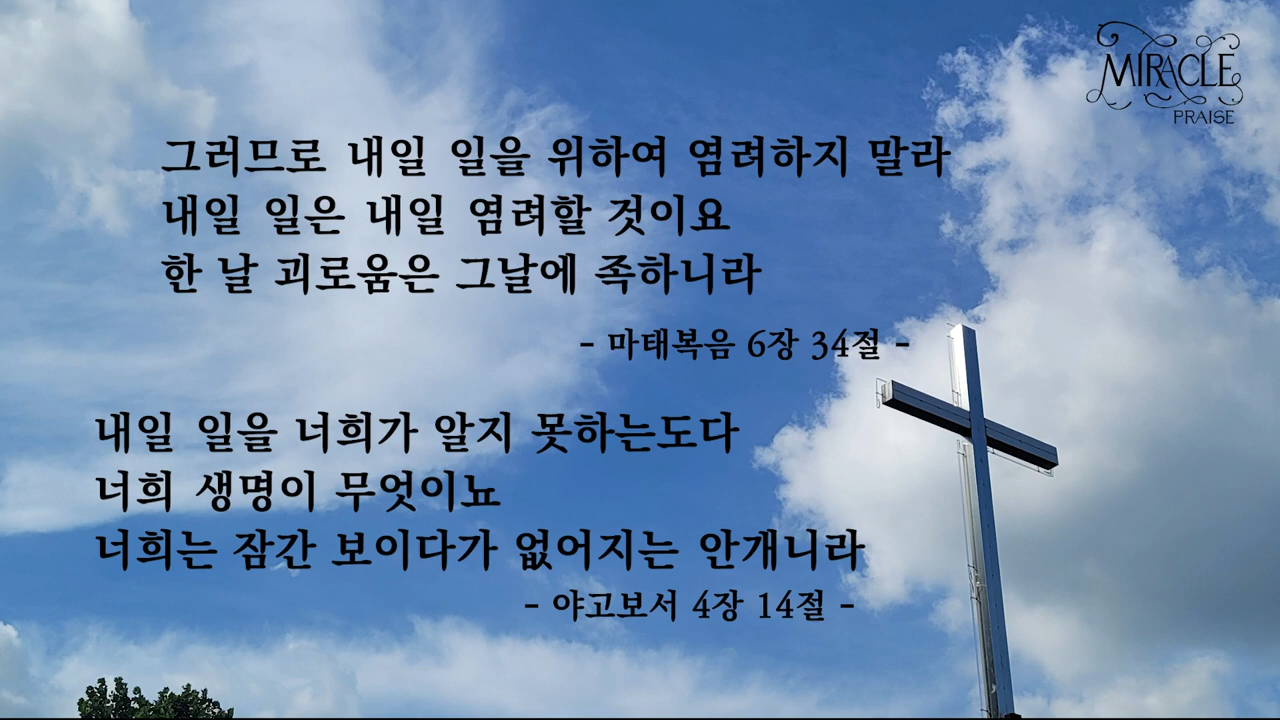 MIRACLE
PRAISE
그러므로 내일 일을 위하여 염려하지 말라
내일 일은 내일 염려할 것이요
한 날 괴로움은 그날에 족하니라
- 마태복음 6장 34절 -
내일 일을 너희가 알지 못하는도다
너희 생명이 무엇이뇨
너희는 잠간 보이다가 없어지는 안개니라
- 야고보서 4장 14절 -